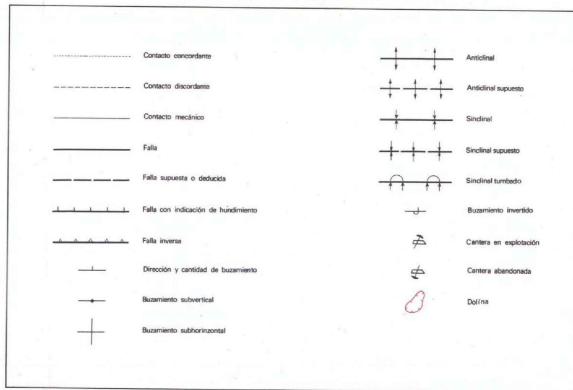 Contacto concordante
Contacto discordante
Contacto mecánico
Falla
Falla supuesta o deducida
Falla con indicación de hundimiento
Falla inversa
Dirección y cantidad de buzamiento
Buzamiento subvertical
Buzamiento subhorinzontal
Anticlinal
Anticlinal supuesto
Sinclinal
Sinclinal supuesto
Sinclinal tumbado
Buzamiento invertido
Cantera en explotación
Cantera abandonada
Dolina